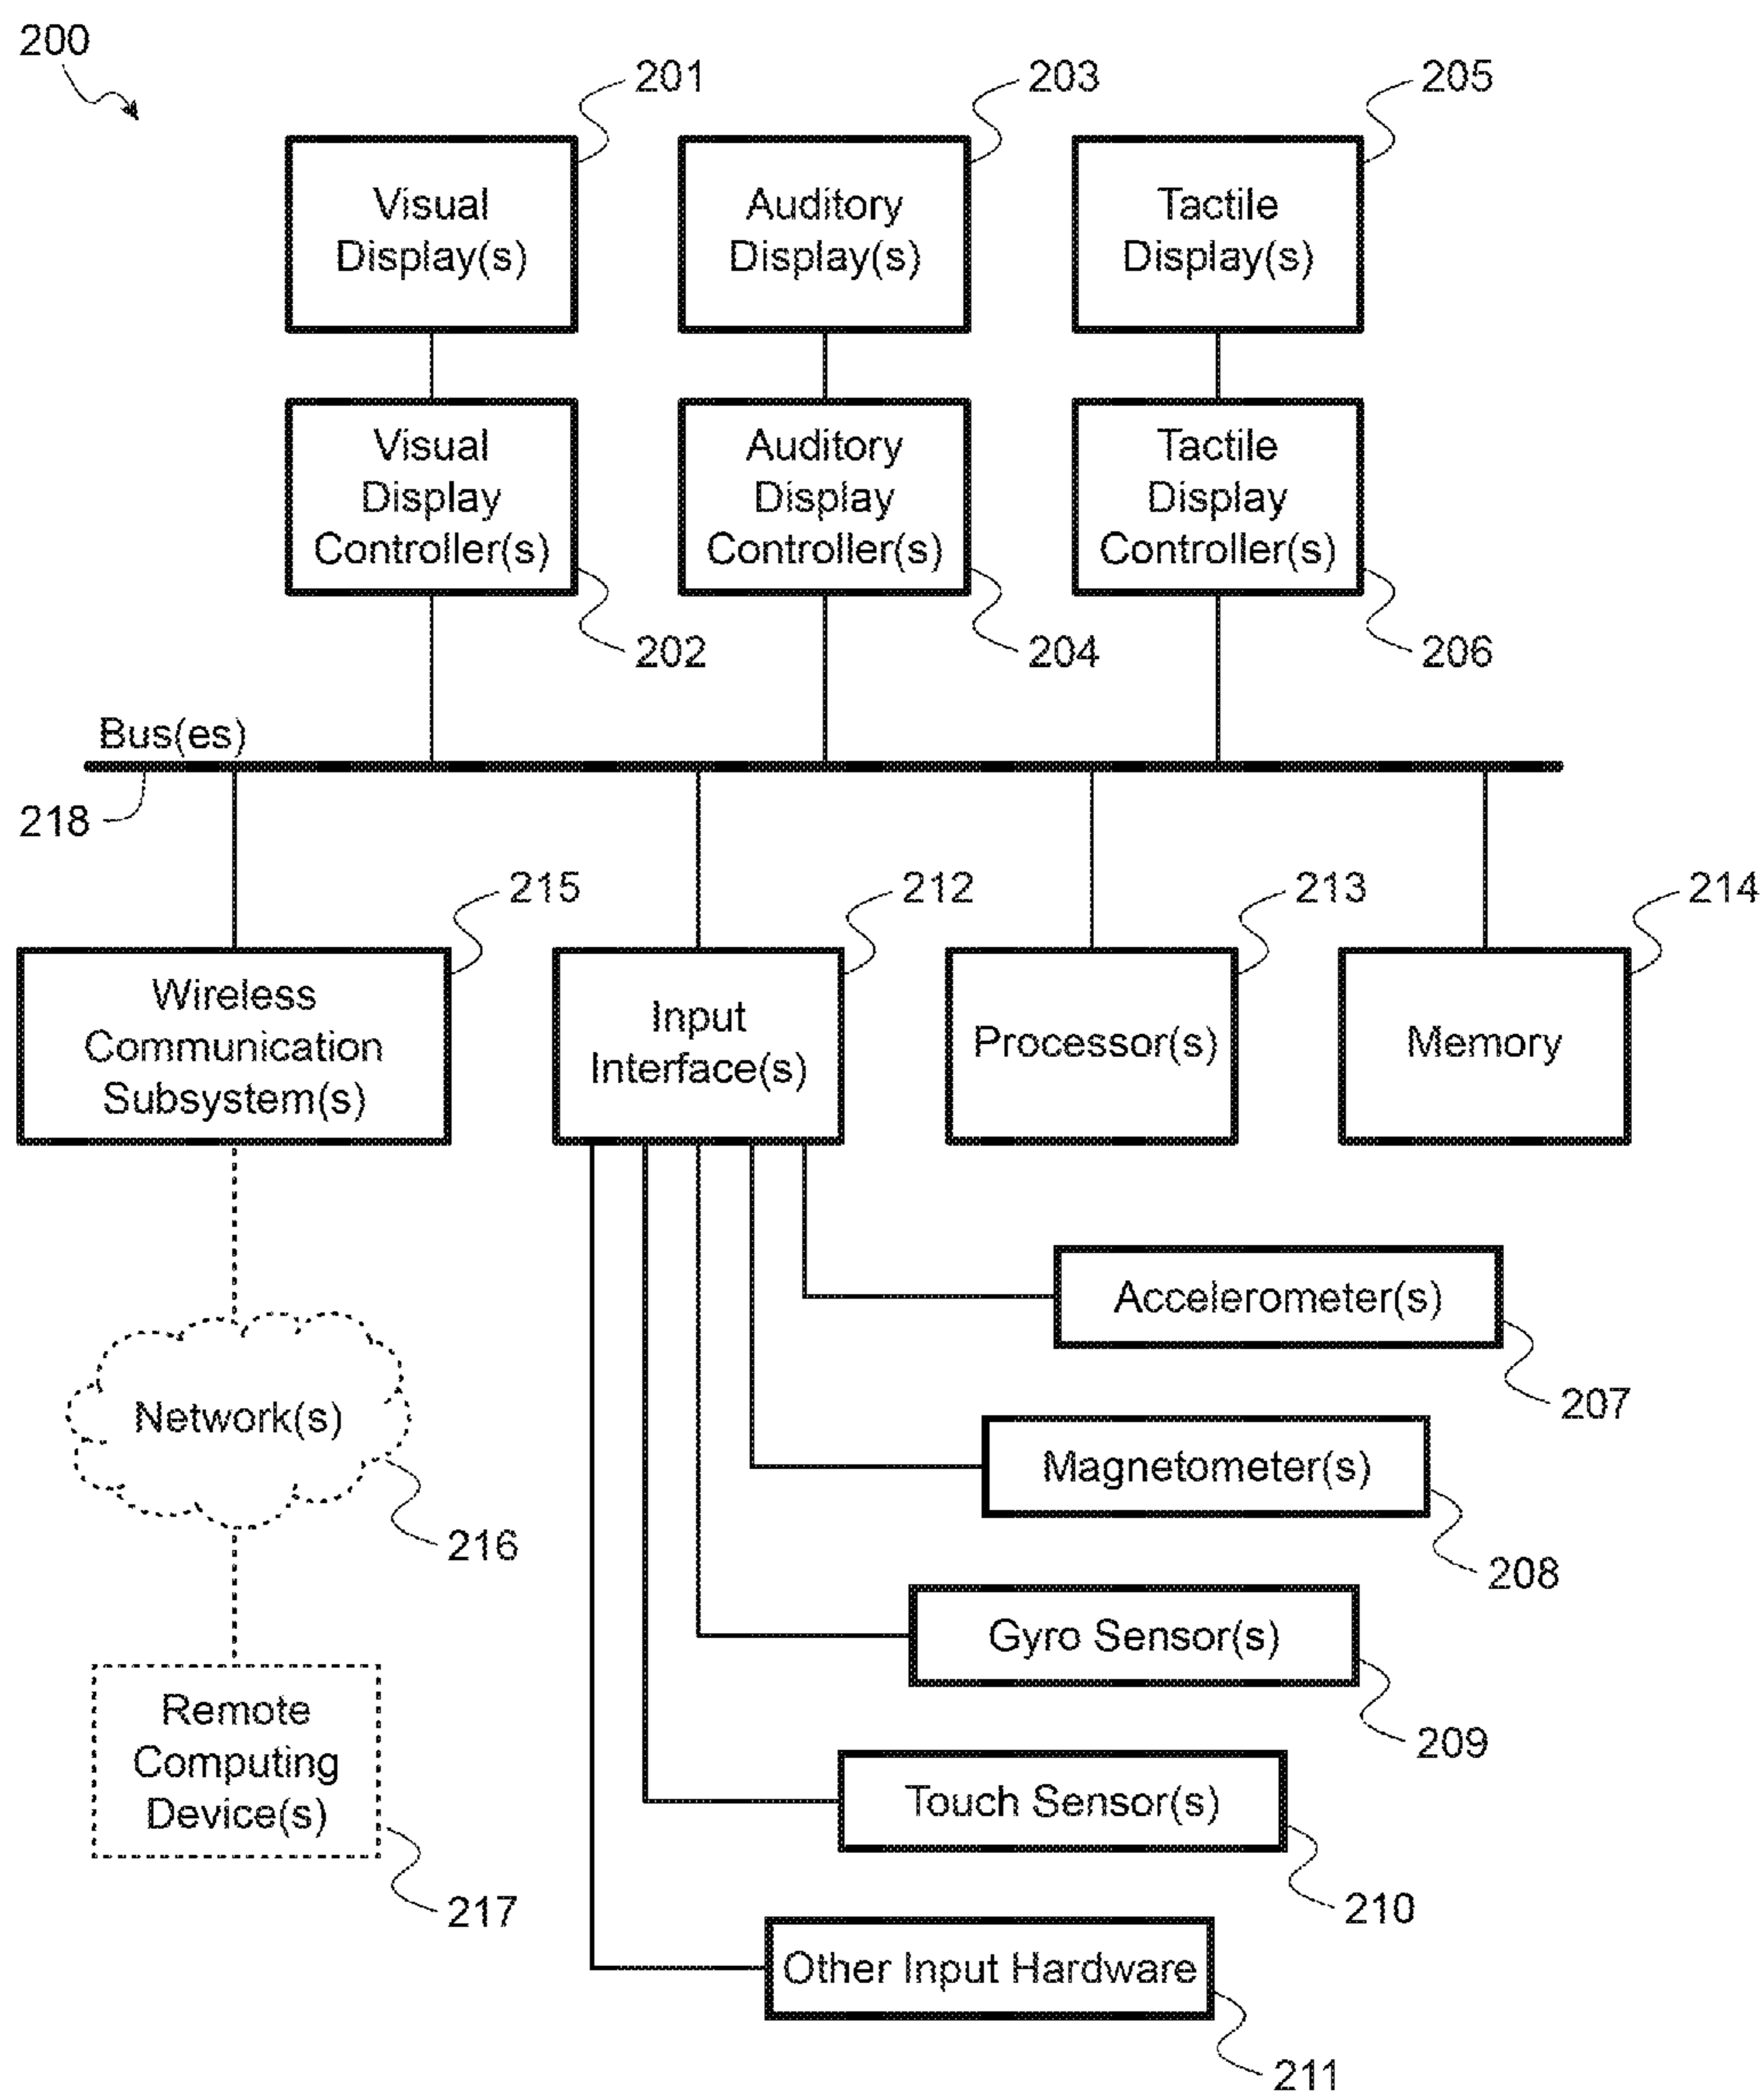 200
201
203
205
Visual
Display(s)
Auditory
Display(s)
Tactile
Display(s)
Visual
Display
Controller(s)
Auditory
Display
Controller(s)
Tactile
Display
Controller(s)
202
204
206
Bus(es)
218
215
212
213
214
Wireless
Communication
Subsystem(s)
Input
Interface(s)
Processor(s)
Memory
Accelerometer(s)
207
Network(s)
216
Magnetometer(s)
208
Gyro Sensor(s)
209
Remote
Computing
Device(s)
217
Touch Sensor(s)
210
Other Input Hardware
211